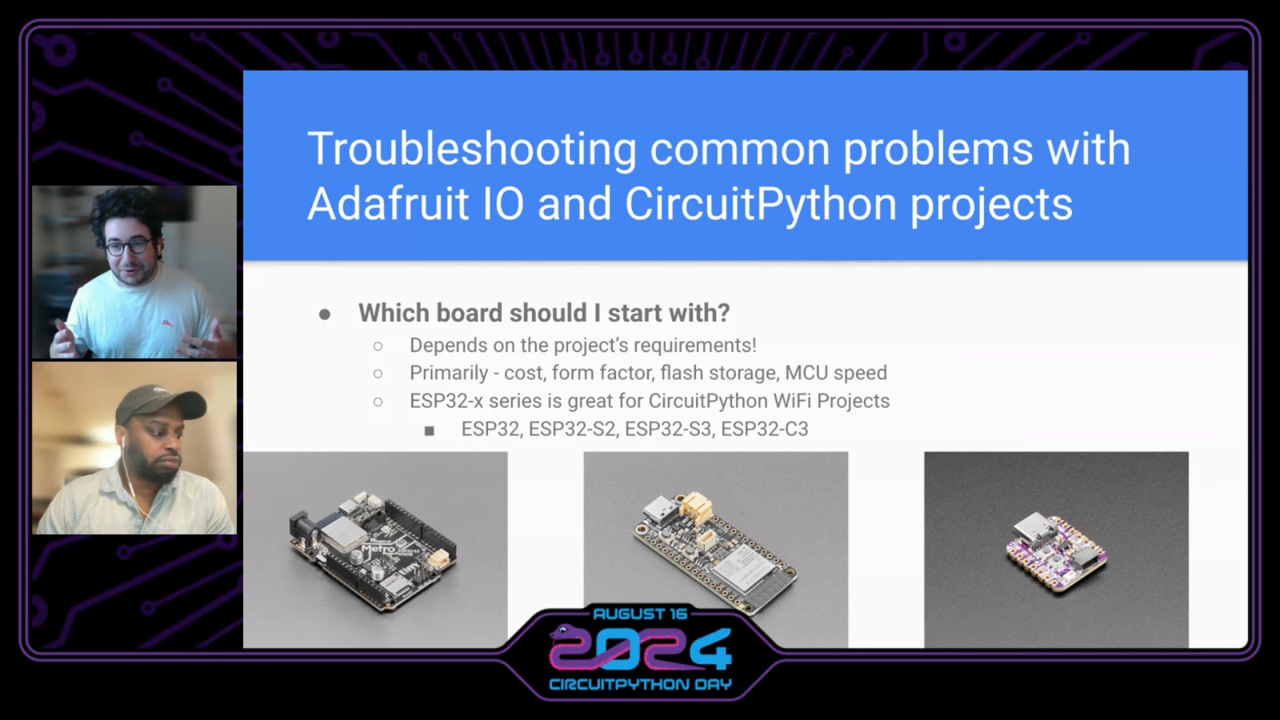 Troubleshooting common problems with
Adafruit IO and CircuitPython projects
Which board should I start with?
Depends on the project's requirements!
Primarily - cost, form factor, flash storage, MCU speed
ESP32-x series is great for CircuitPython WiFi Projects
ESP32, ESP32-S2, ESP32-S3, ESP32-C3
Metro
AUGUST 16
2024
CIRCUITPYTHON DAY